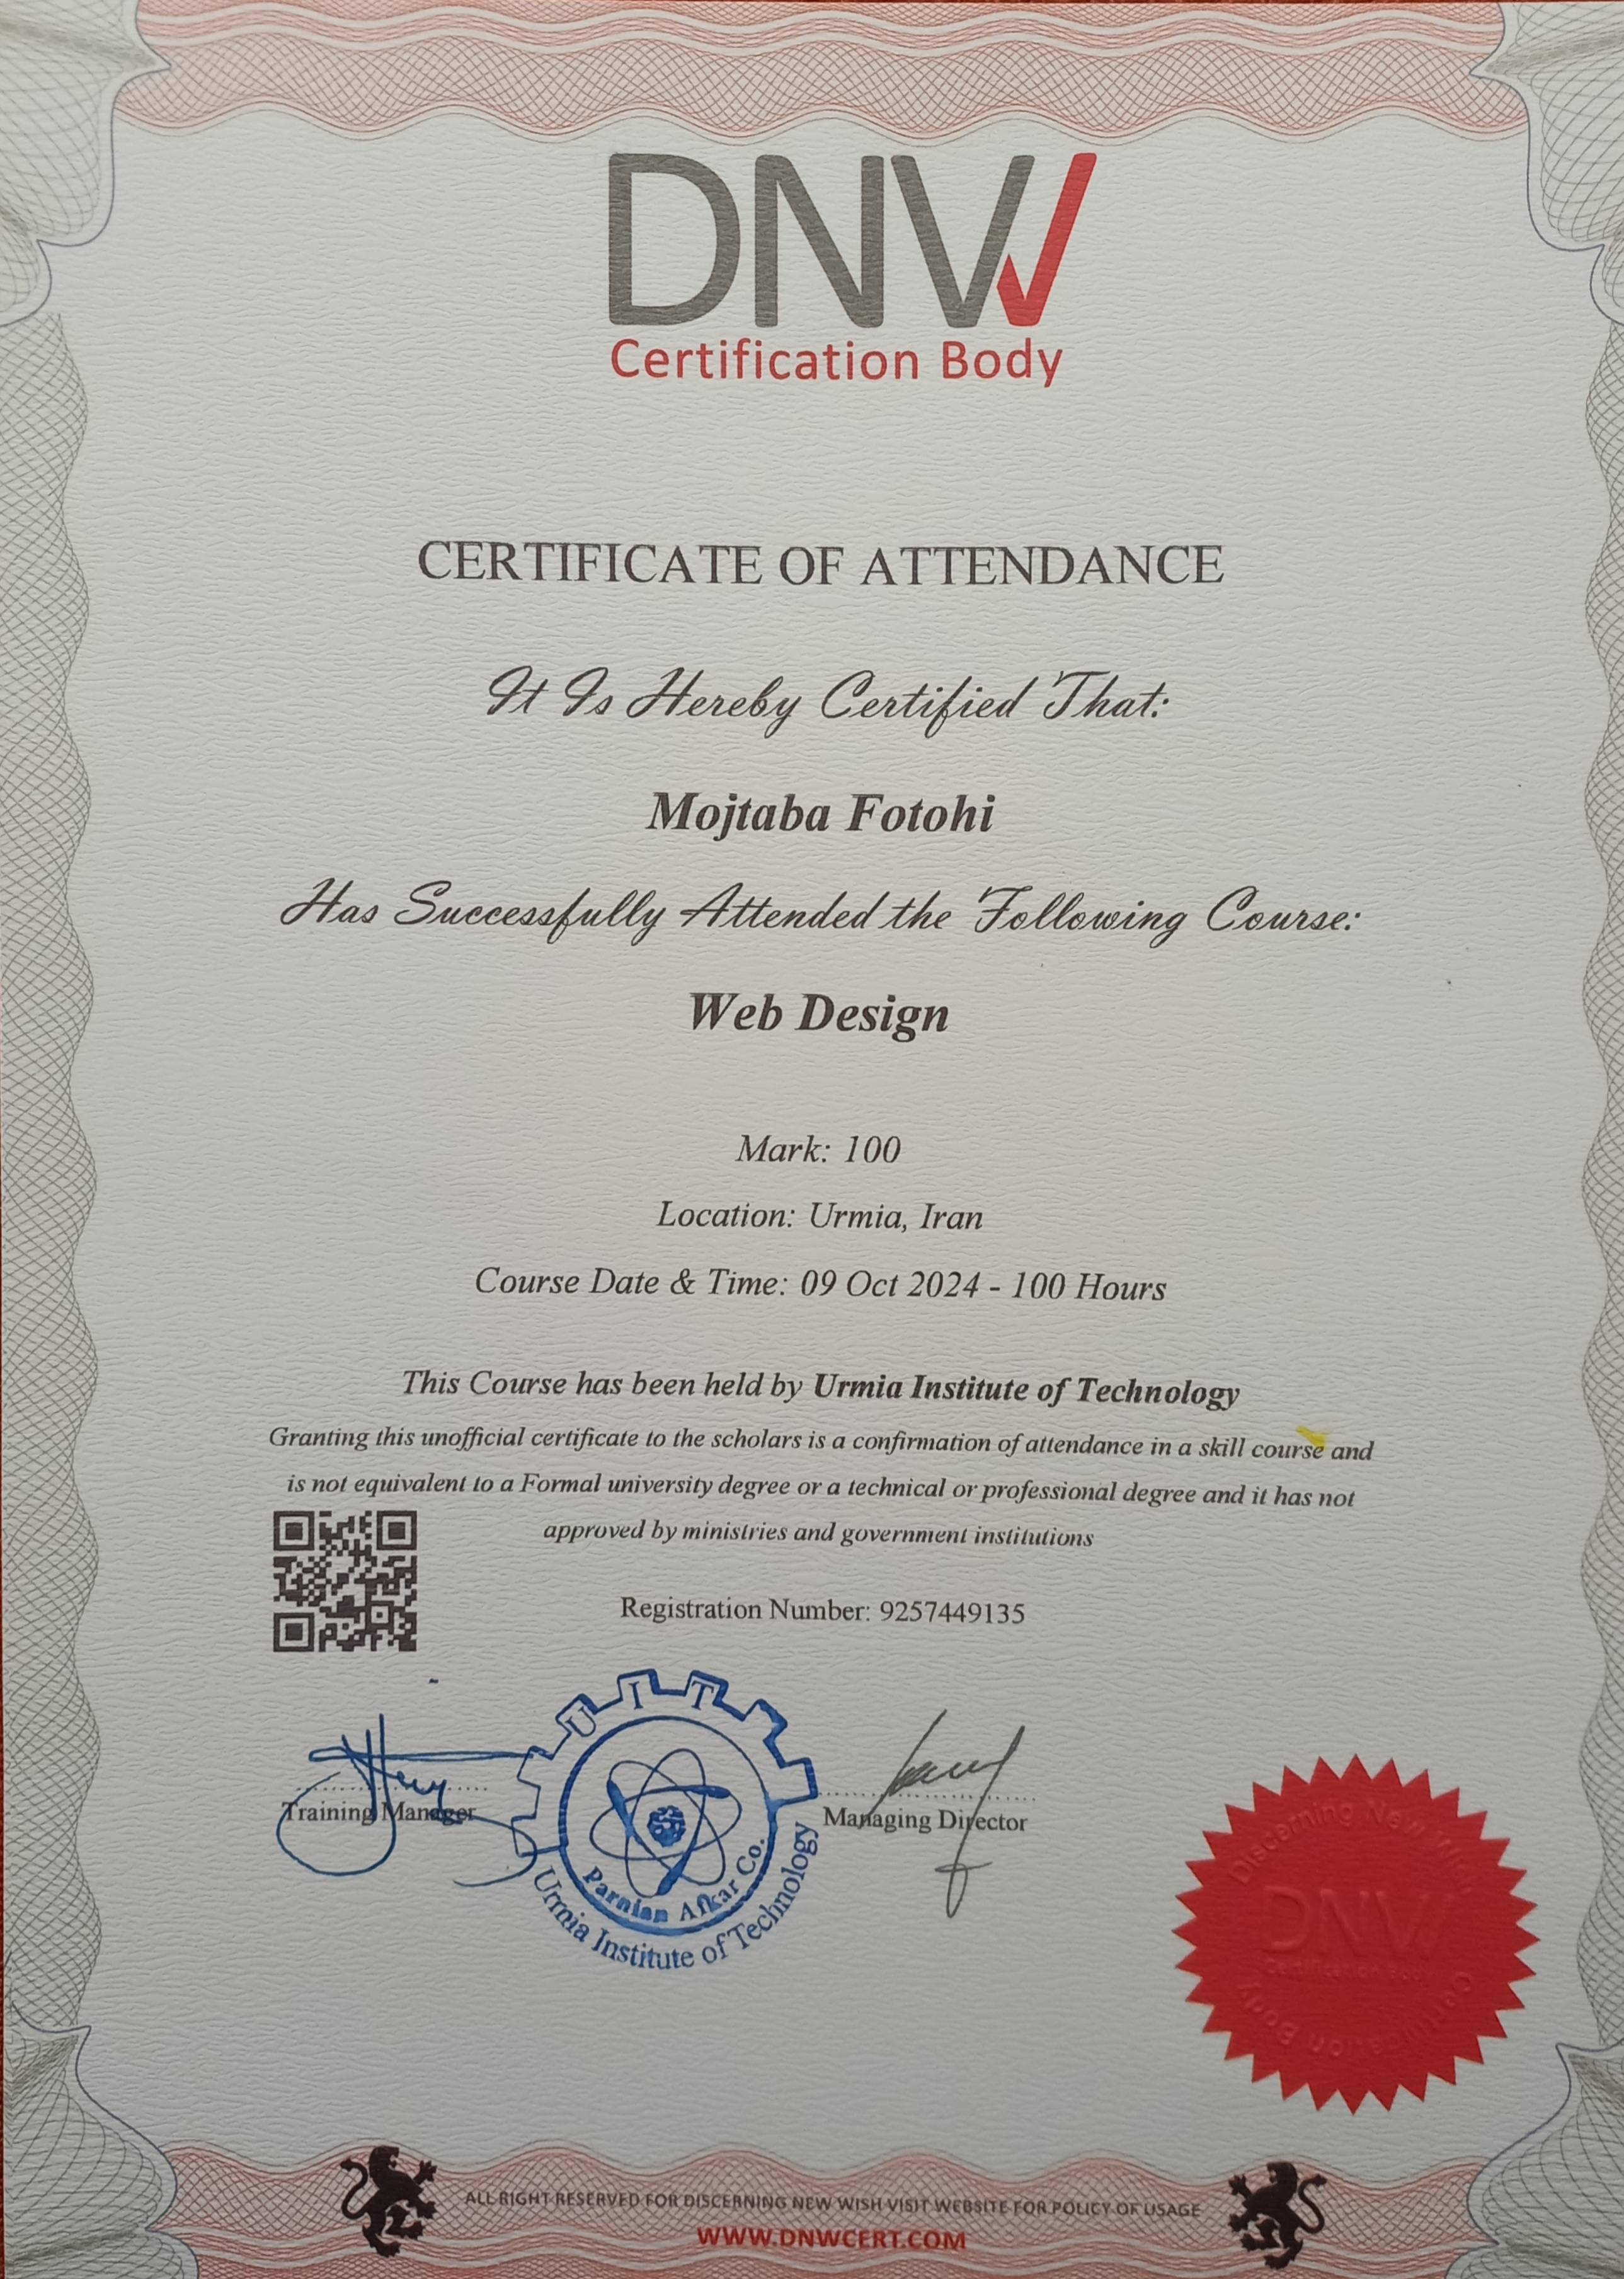 DNW
Certification Body
CERTIFICATE OF ATTENDANCE
It Is Hereby Certified That:
Mojtaba Fotohi
Has Successfully Attended the Following Course:
Web Design
Mark: 100
Location: Urmia, Iran
Course Date & Time: 09 Oct 2024 - 100 Hours
This Course has been held by Urmia Institute of Technology
Granting this unofficial certificate to the scholars is a confirmation of attendance in a skill course and
is not equivalent to a Formal university degree or a technical or professional degree and it has not
approved by ministries and government institutions
Registration Number: 9257449135
Training Manager
UIT
Parnian Afkar Co.
Urmia Institute of Technology
Managing Director
Discerning New Wish
DNW
Certification Body
Certification Body
ALL RIGHT RESERVED FOR DISCERNING NEW WISH VISIT WEBSITE FOR POLICY OF USAGE
WWW.DNWCERT.COM